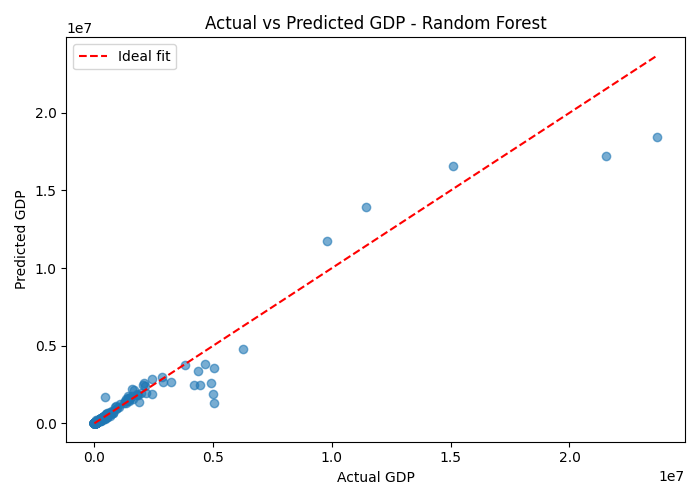 Actual vs Predicted GDP - Random Forest
1e7
Ideal fit
2.0
1.5
1.0
0.5
0.0
Predicted GDP
0.0 0.5 1.0 1.5 2.0
1e7
Actual GDP